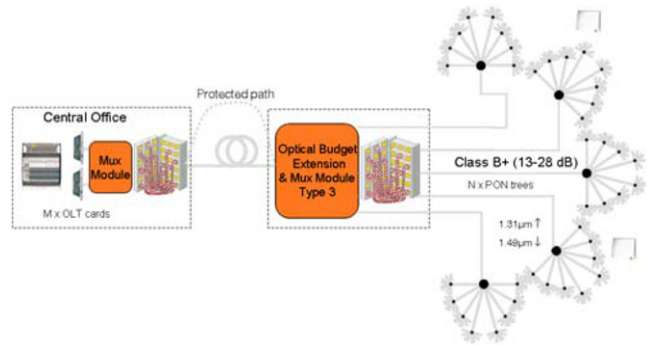 Protected path
Central Office
Mux
Module
M x OLT cards
Optical Budget
Extension
& Mux Module
Type 3
Class B+ (13-28 dB)
N x PON trees
1.31µm ↑
1.49µm ↓